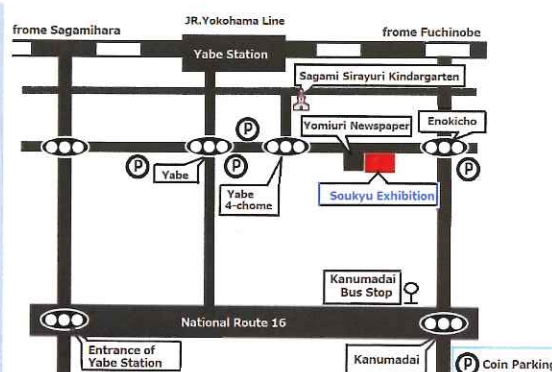 JR.Yokohama Line
frome Sagamihara
frome Fuchinobe
Yabe Station
Sagami Sirayuri Kindargarten
Yomiuri Newspaper
Enokicho
P
P
P
P
Yabe
Yabe
4-chome
Soukyu Exhibition
Kanumadai
Bus Stop
National Route 16
Entrance of
Yabe Station
Kanumadai
P Coin Parking